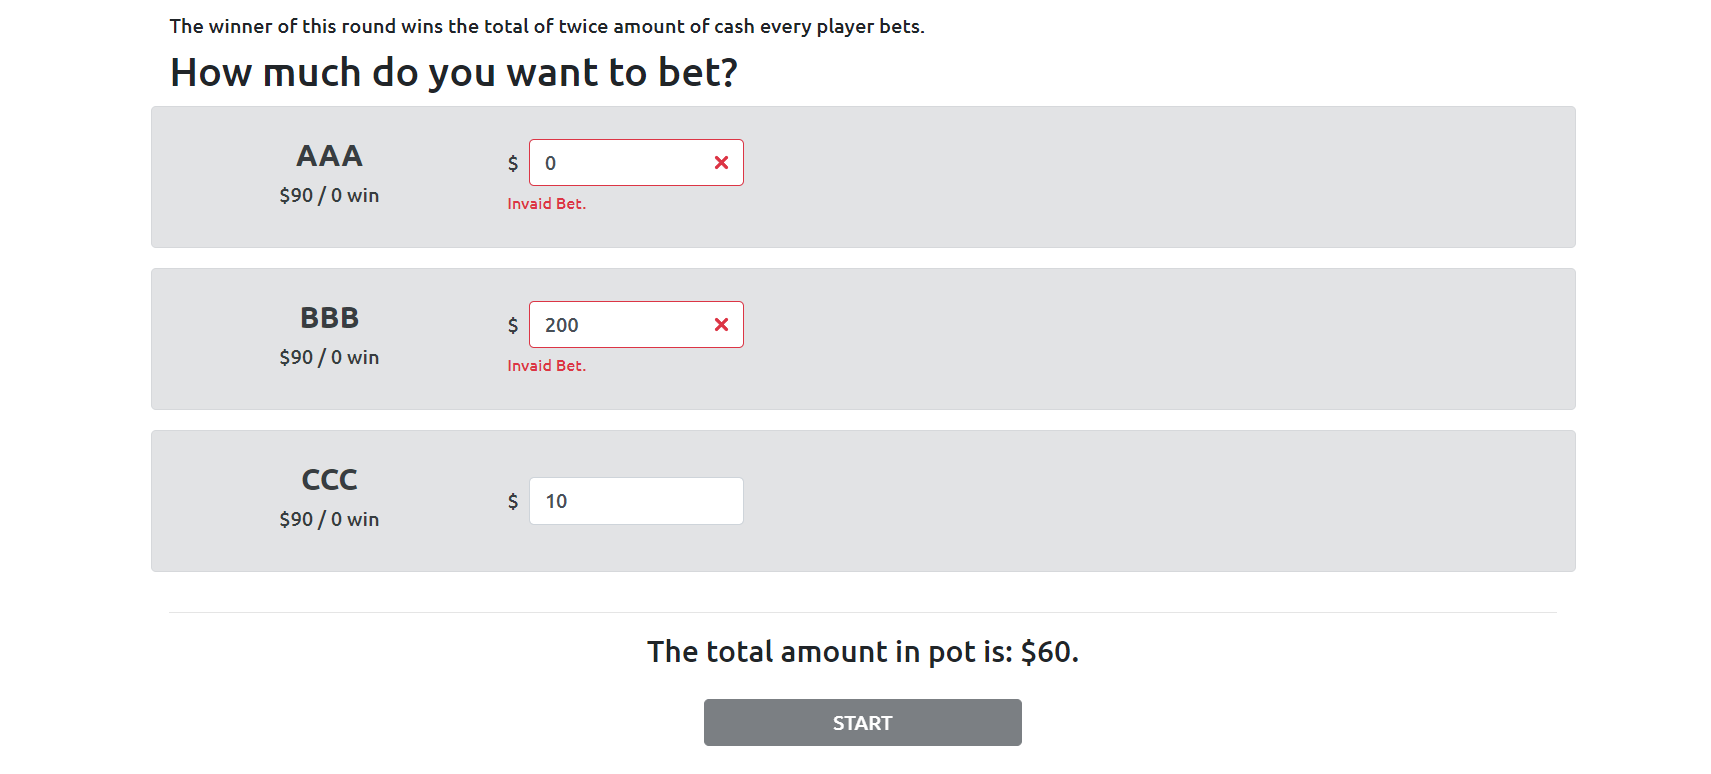 The winner of this round wins the total of twice amount of cash every player bets.
How much do you want to bet?
AAA
$90 / 0 win
$ 0
Invaid Bet.
BBB
$90 / 0 win
$ 200
Invaid Bet.
CCC
$90 / 0 win
$ 10
The total amount in pot is: $60.
START